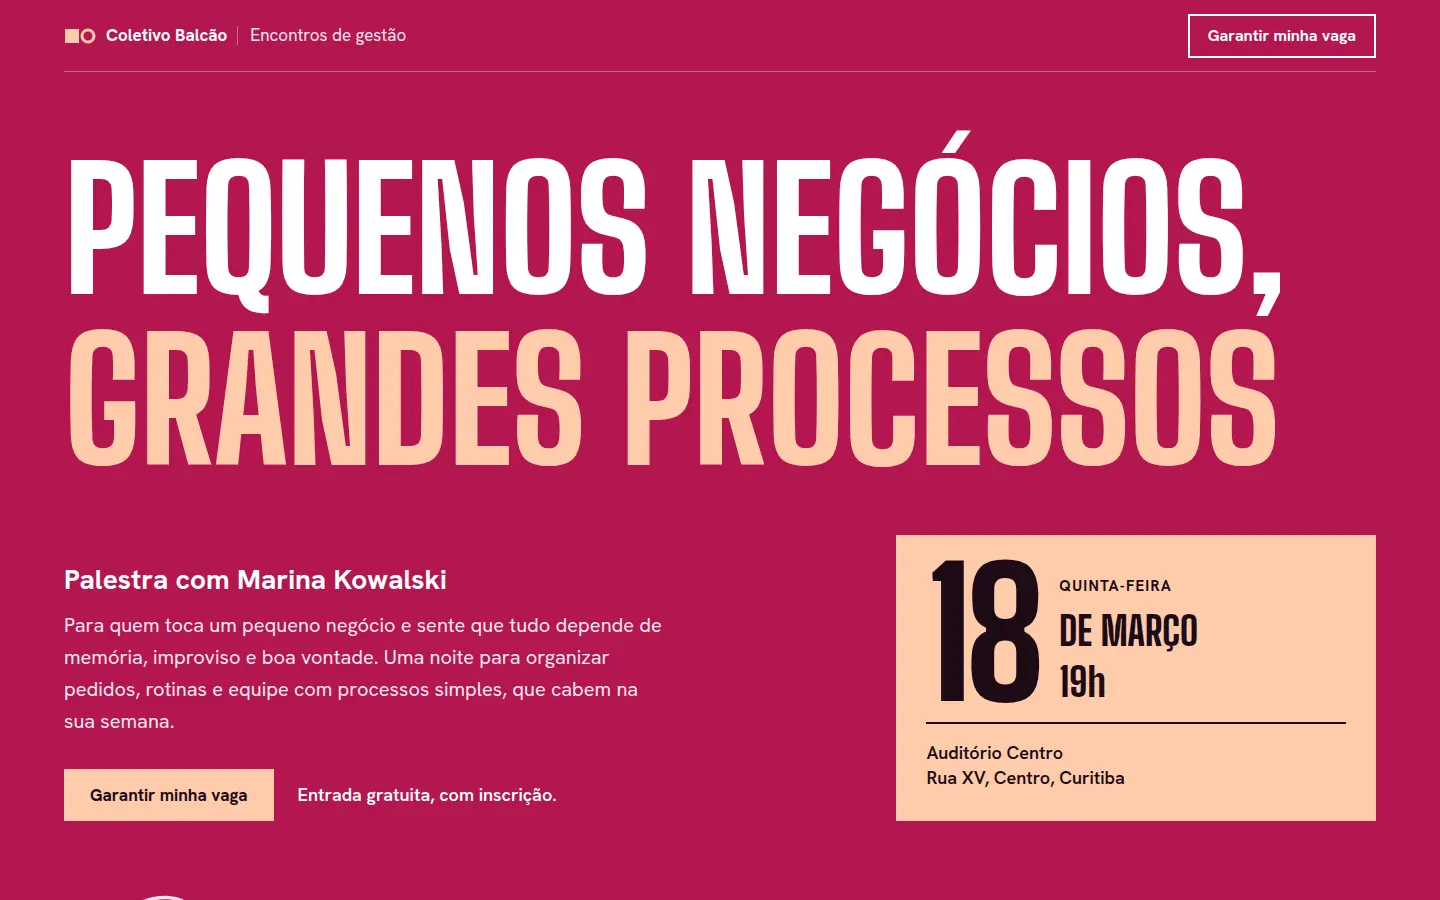 Coletivo Balcão Encontros de gestão
Garantir minha vaga
PEQUENOS NEGÓCIOS,
GRANDES PROCESSOS
Palestra com Marina Kowalski
Para quem toca um pequeno negócio e sente que tudo depende de
memória, improviso e boa vontade. Uma noite para organizar
pedidos, rotinas e equipe com processos simples, que cabem na
sua semana.
Garantir minha vaga
Entrada gratuita, com inscrição.
18
QUINTA-FEIRA
DE MARÇO
19h
Auditório Centro
Rua XV, Centro, Curitiba